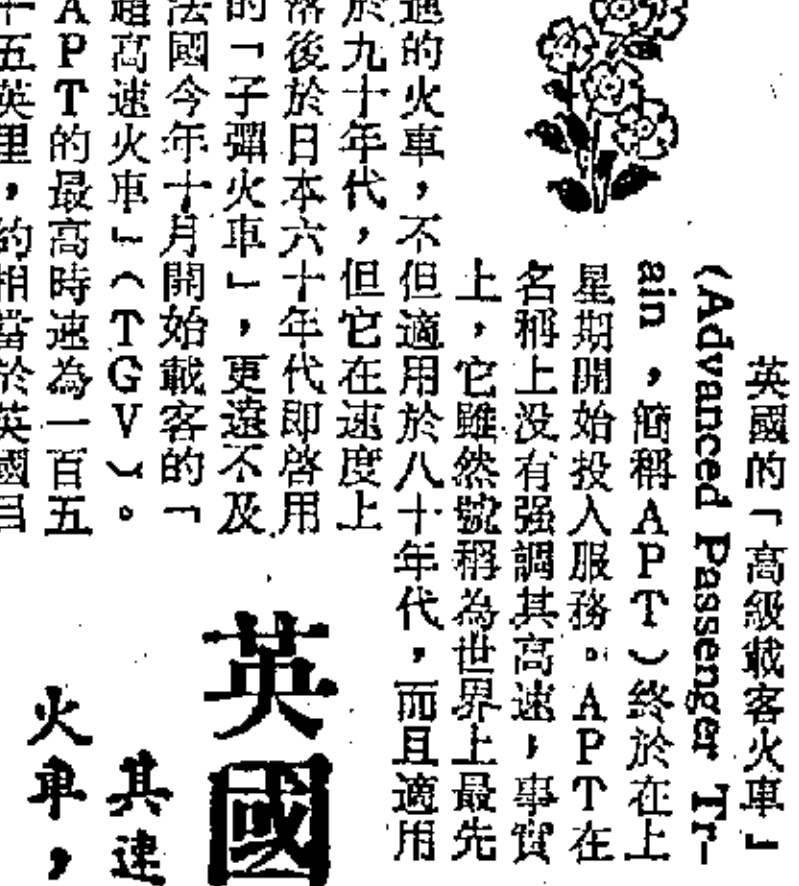 英國的「高級載客火車」
(Advanced Passenger Tr-
ain，簡稱APT）終於在上
星期開始投入服務。APT在
名稱上没有强調其高速，事實
上，它雖然號稱為世界上最先
的火車，不但適用於八十年代，而且適用
於九十年代，但它在速度上
落後於日本六十年代即啓用
的「子彈火車」，更遠不及
法國今年十月開始載客的「
超高速火車」（TGV）。
APT的最高時速為一百五
十五英里，約相當於英國
英國
其建
火車，